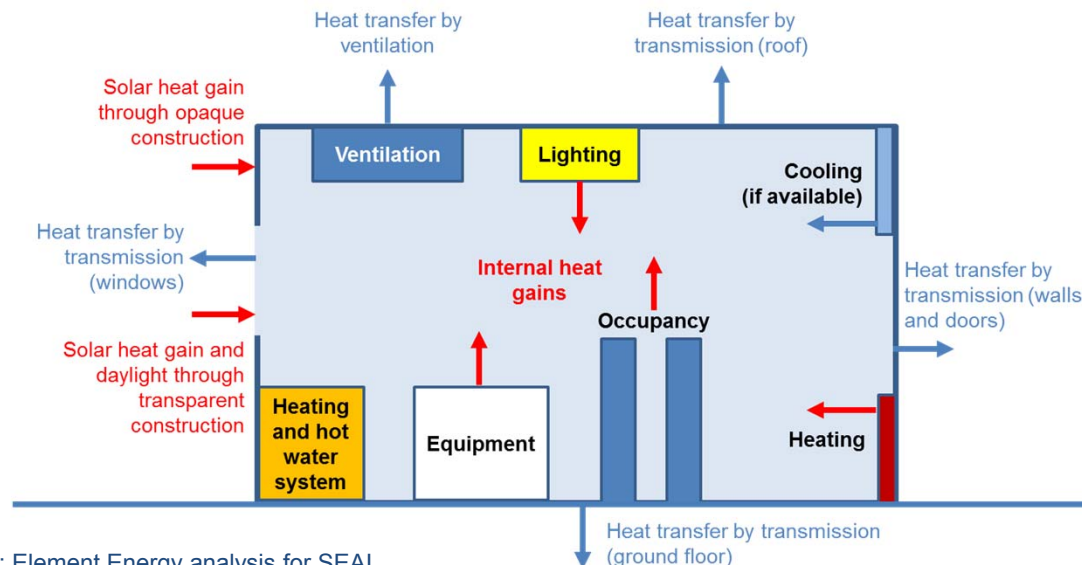 Heat transfer by
ventilation
Heat transfer by
transmission (roof)
Solar heat gain
through opaque
construction
Ventilation
Lighting
Cooling
(if available)
Heat transfer by
transmission
(windows)
Internal heat
gains
Heat transfer by
transmission (walls
and doors)
Occupancy
Solar heat gain and
daylight through
transparent
construction
Heating
and hot
water
system
Equipment
Heating
Heat transfer by transmission
(ground floor)
: Element Energy analysis for SEAI